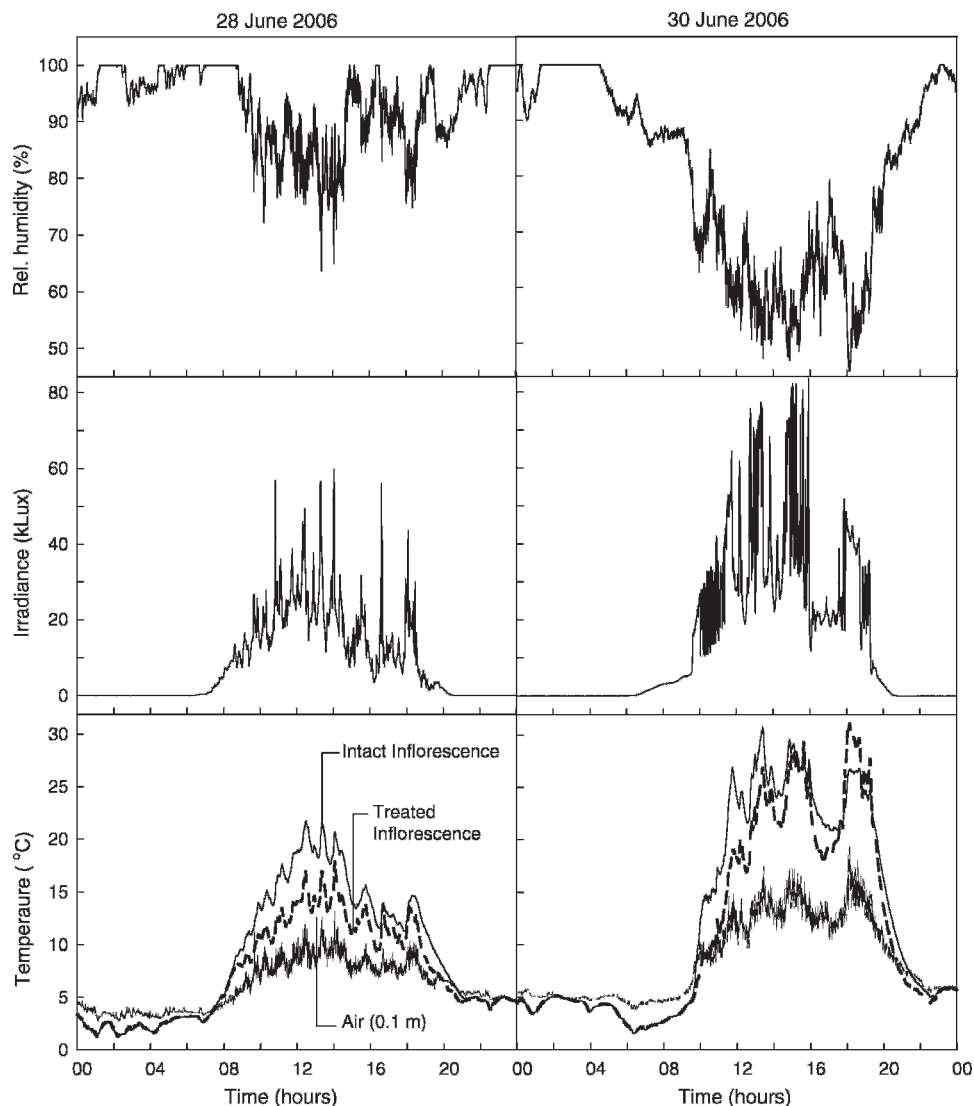 28 June 2006
30 June 2006
Rel. humidity (%)
100
90
80
70
60
50
Irradiance (kLux)
80
60
40
20
0
Temperaure ( °C)
30
25
20
15
10
5
0
Intact Inflorescence
Treated
Inflorescence
Air (0.1 m)
00 04 08 12 16 20 00 04 08 12 16 20 00
Time (hours)
Time (hours)